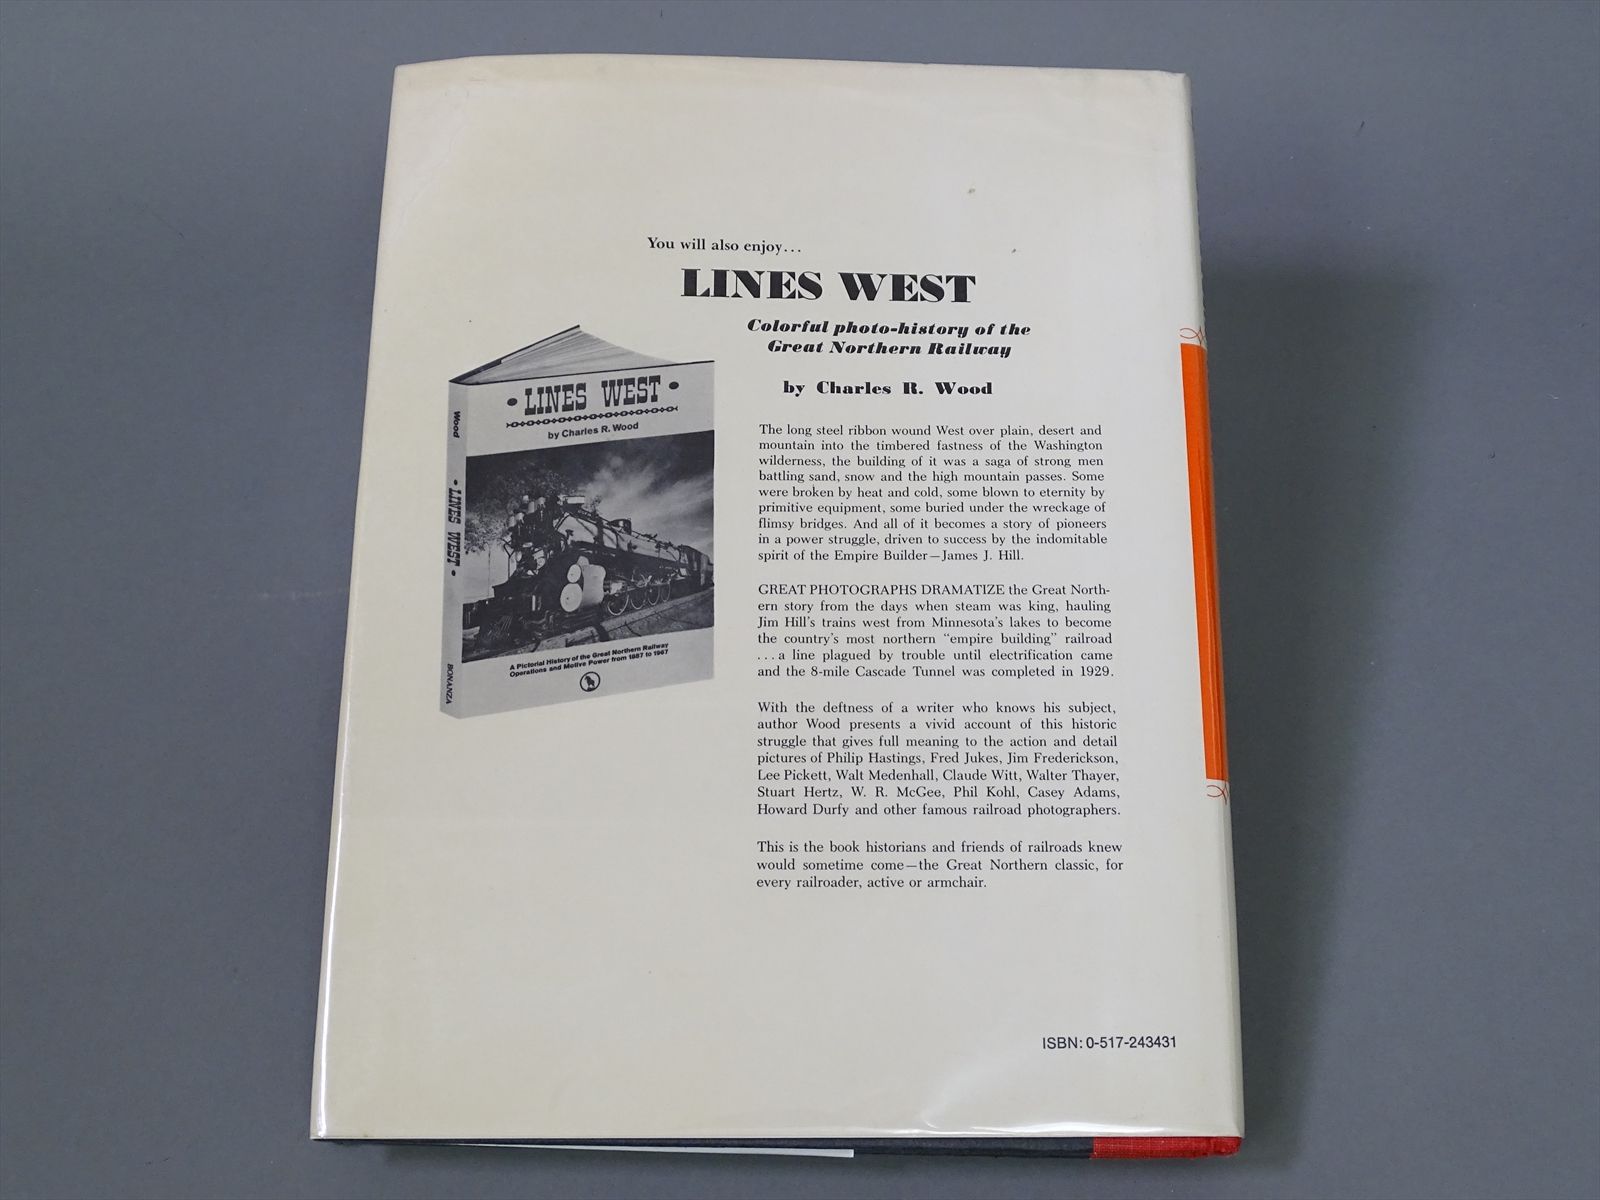 You will also enjoy...
LINES WEST
Colorful photo-history of the
Great Northern Railway
by Charles R. Wood
Wood
• LINES WEST •
BONANZA
• LINES WEST •
by Charles R. Wood
A Pictorial History of the Great Northern Railway
Operations and Motive Power from 1887 to 1967
The long steel ribbon wound West over plain, desert and
mountain into the timbered fastness of the Washington
wilderness, the building of it was a saga of strong men
battling sand, snow and the high mountain passes. Some
were broken by heat and cold, some blown to eternity by
primitive equipment, some buried under the wreckage of
flimsy bridges. And all of it becomes a story of pioneers
in a power struggle, driven to success by the indomitable
spirit of the Empire Builder—James J. Hill.
GREAT PHOTOGRAPHS DRAMATIZE the Great North-
ern story from the days when steam was king, hauling
Jim Hill's trains west from Minnesota's lakes to become
the country's most northern "empire building" railroad
...a line plagued by trouble until electrification came
and the 8-mile Cascade Tunnel was completed in 1929.
With the deftness of a writer who knows his subject,
author Wood presents a vivid account of this historic
struggle that gives full meaning to the action and detail
pictures of Philip Hastings, Fred Jukes, Jim Frederickson,
Lee Pickett, Walt Medenhall, Claude Witt, Walter Thayer,
Stuart Hertz, W. R. McGee, Phil Kohl, Casey Adams,
Howard Durfy and other famous railroad photographers.
This is the book historians and friends of railroads knew
would sometime come—the Great Northern classic, for
every railroader, active or armchair.
ISBN: 0-517-243431